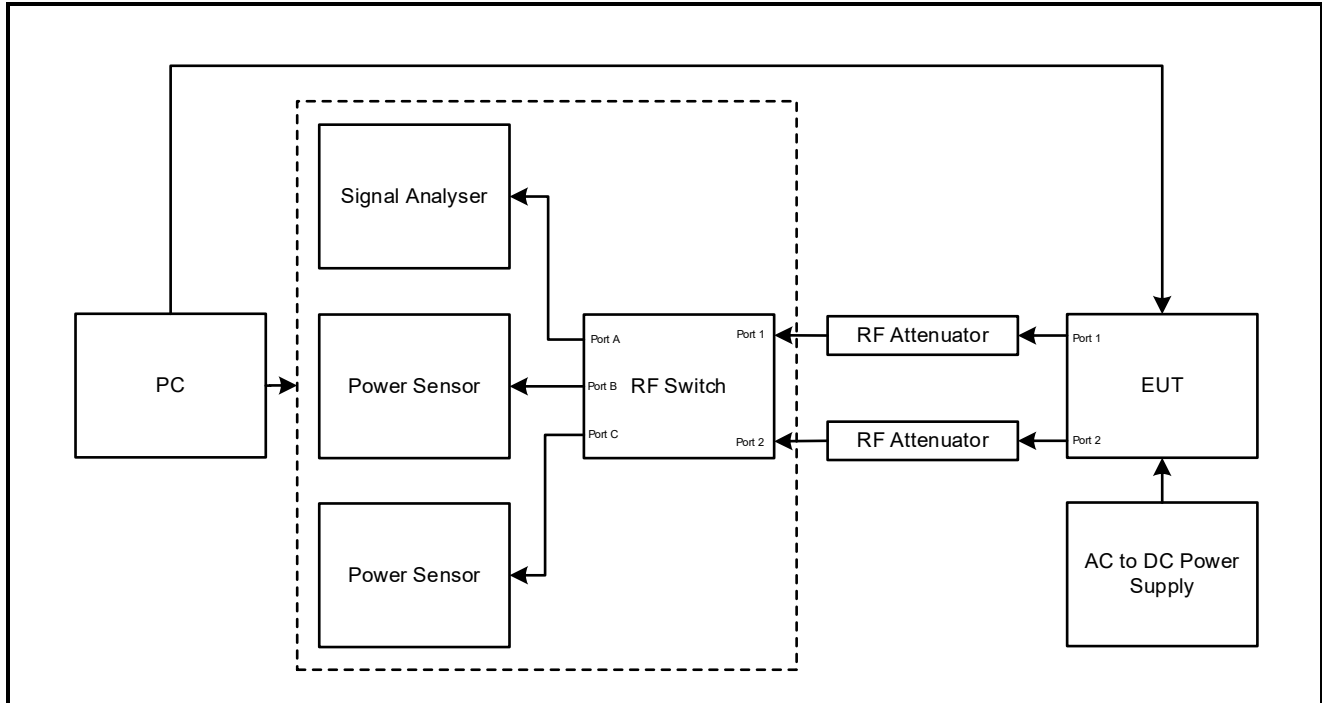 Signal Analyser
PC
Power Sensor
Power Sensor
Port A
Port B
Port C
RF Switch
Port 1
Port 2
RF Attenuator
RF Attenuator
Port 1
Port 2
EUT
AC to DC Power
Supply